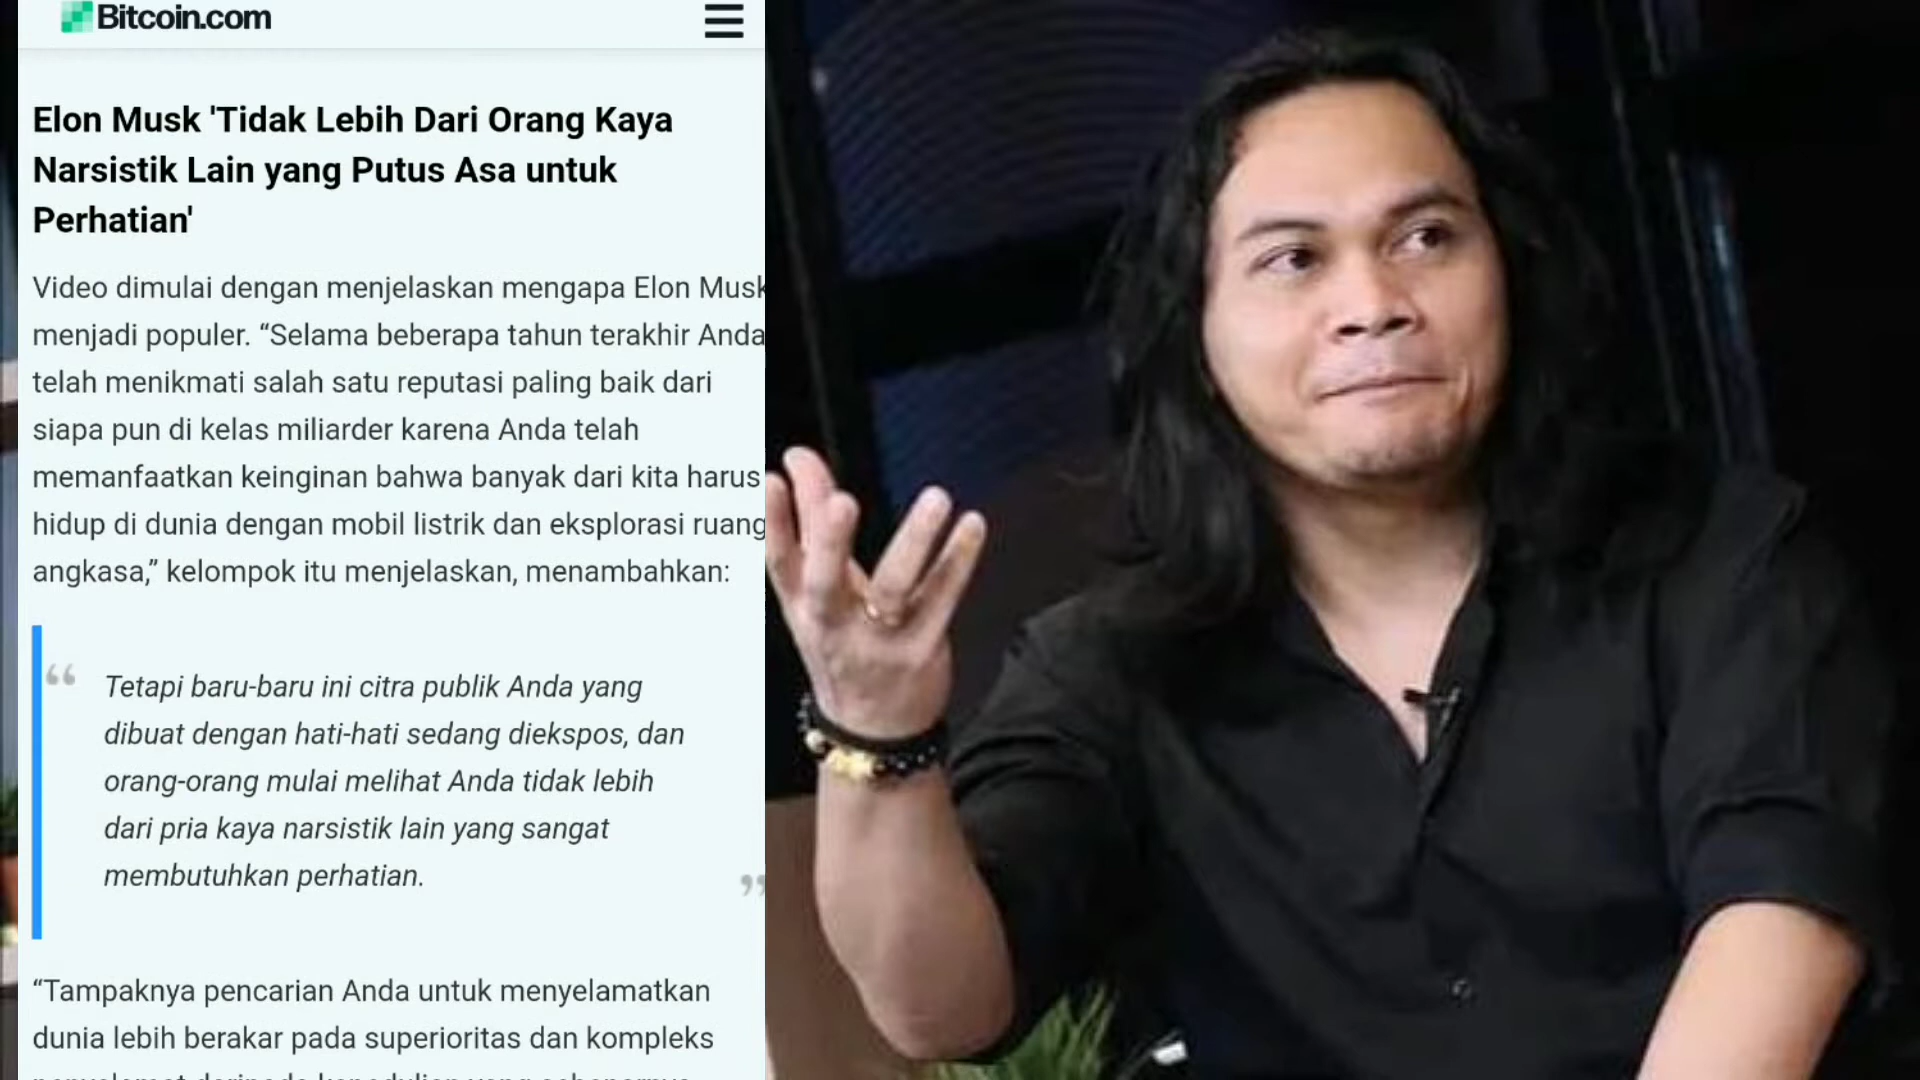 Bitcoin.com
Elon Musk 'Tidak Lebih Dari Orang Kaya
Narsistik Lain yang Putus Asa untuk
Perhatian'
Video dimulai dengan menjelaskan mengapa Elon Musk
menjadi populer. “Selama beberapa tahun terakhir Anda
telah menikmati salah satu reputasi paling baik dari
siapa pun di kelas miliarder karena Anda telah
memanfaatkan keinginan bahwa banyak dari kita harus
hidup di dunia dengan mobil listrik dan eksplorasi ruang
angkasa,” kelompok itu menjelaskan, menambahkan:
“ Tetapi baru-baru ini citra publik Anda yang
dibuat dengan hati-hati sedang diekspos, dan
orang-orang mulai melihat Anda tidak lebih
dari pria kaya narsistik lain yang sangat
membutuhkan perhatian. ”
“Tampaknya pencarian Anda untuk menyelamatkan
dunia lebih berakar pada superioritas dan kompleks